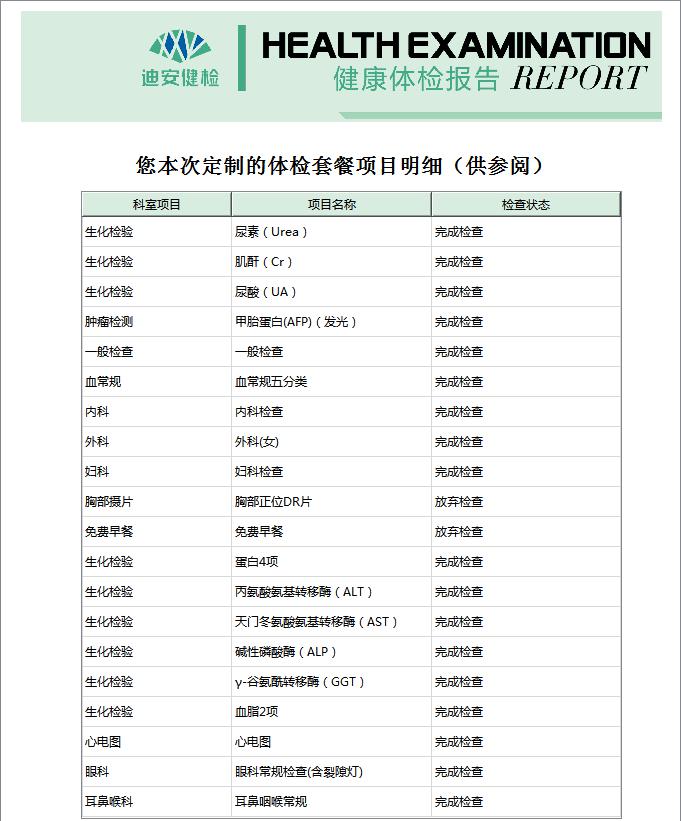 HEALTH EXAMINATION
迪安健检
健康体检报告 REPORT
您本次定制的体检套餐项目明细（供参阅）
科室项目 项目名称 检查状态
生化检验 尿素（Urea） 完成检查
生化检验 肌酐（Cr） 完成检查
生化检验 尿酸（UA） 完成检查
肿瘤检测 甲胎蛋白(AFP)（发光） 完成检查
一般检查 一般检查 完成检查
血常规 血常规五分类 完成检查
内科 内科检查 完成检查
外科 外科(女) 完成检查
妇科 妇科检查 完成检查
胸部摄片 胸部正位DR片 放弃检查
免费早餐 免费早餐 放弃检查
生化检验 蛋白4项 完成检查
生化检验 丙氨酸氨基转移酶（ALT） 完成检查
生化检验 天门冬氨酸氨基转移酶（AST） 完成检查
生化检验 碱性磷酸酶（ALP） 完成检查
生化检验 γ-谷氨酰转移酶（GGT） 完成检查
生化检验 血脂2项 完成检查
心电图 心电图 完成检查
眼科 眼科常规检查(含裂隙灯) 完成检查
耳鼻喉科 耳鼻咽喉常规 完成检查